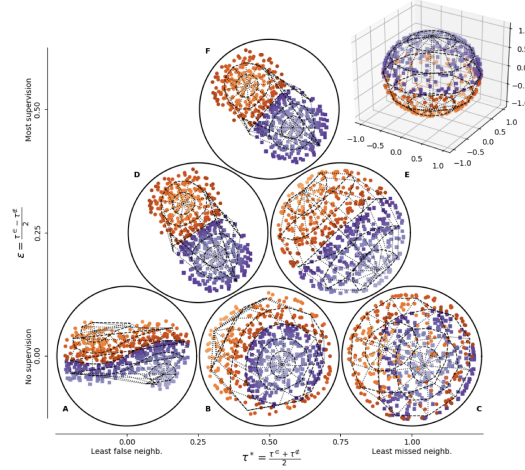 F
1.0
0.5
0.0
−0.5
−1.0
−1.0
−0.5
0.0
0.5
1.0
−1.0
−0.5
0.0
0.5
1.0
Most supervision
0.50
D
E
ε = τ^∈ − τ^∉ / 2
0.25
No supervision
0.00
A
B
C
0.00
0.25
0.50
0.75
1.00
Least false neighb.
τ* = τ^∈ + τ^∉ / 2
Least missed neighb.